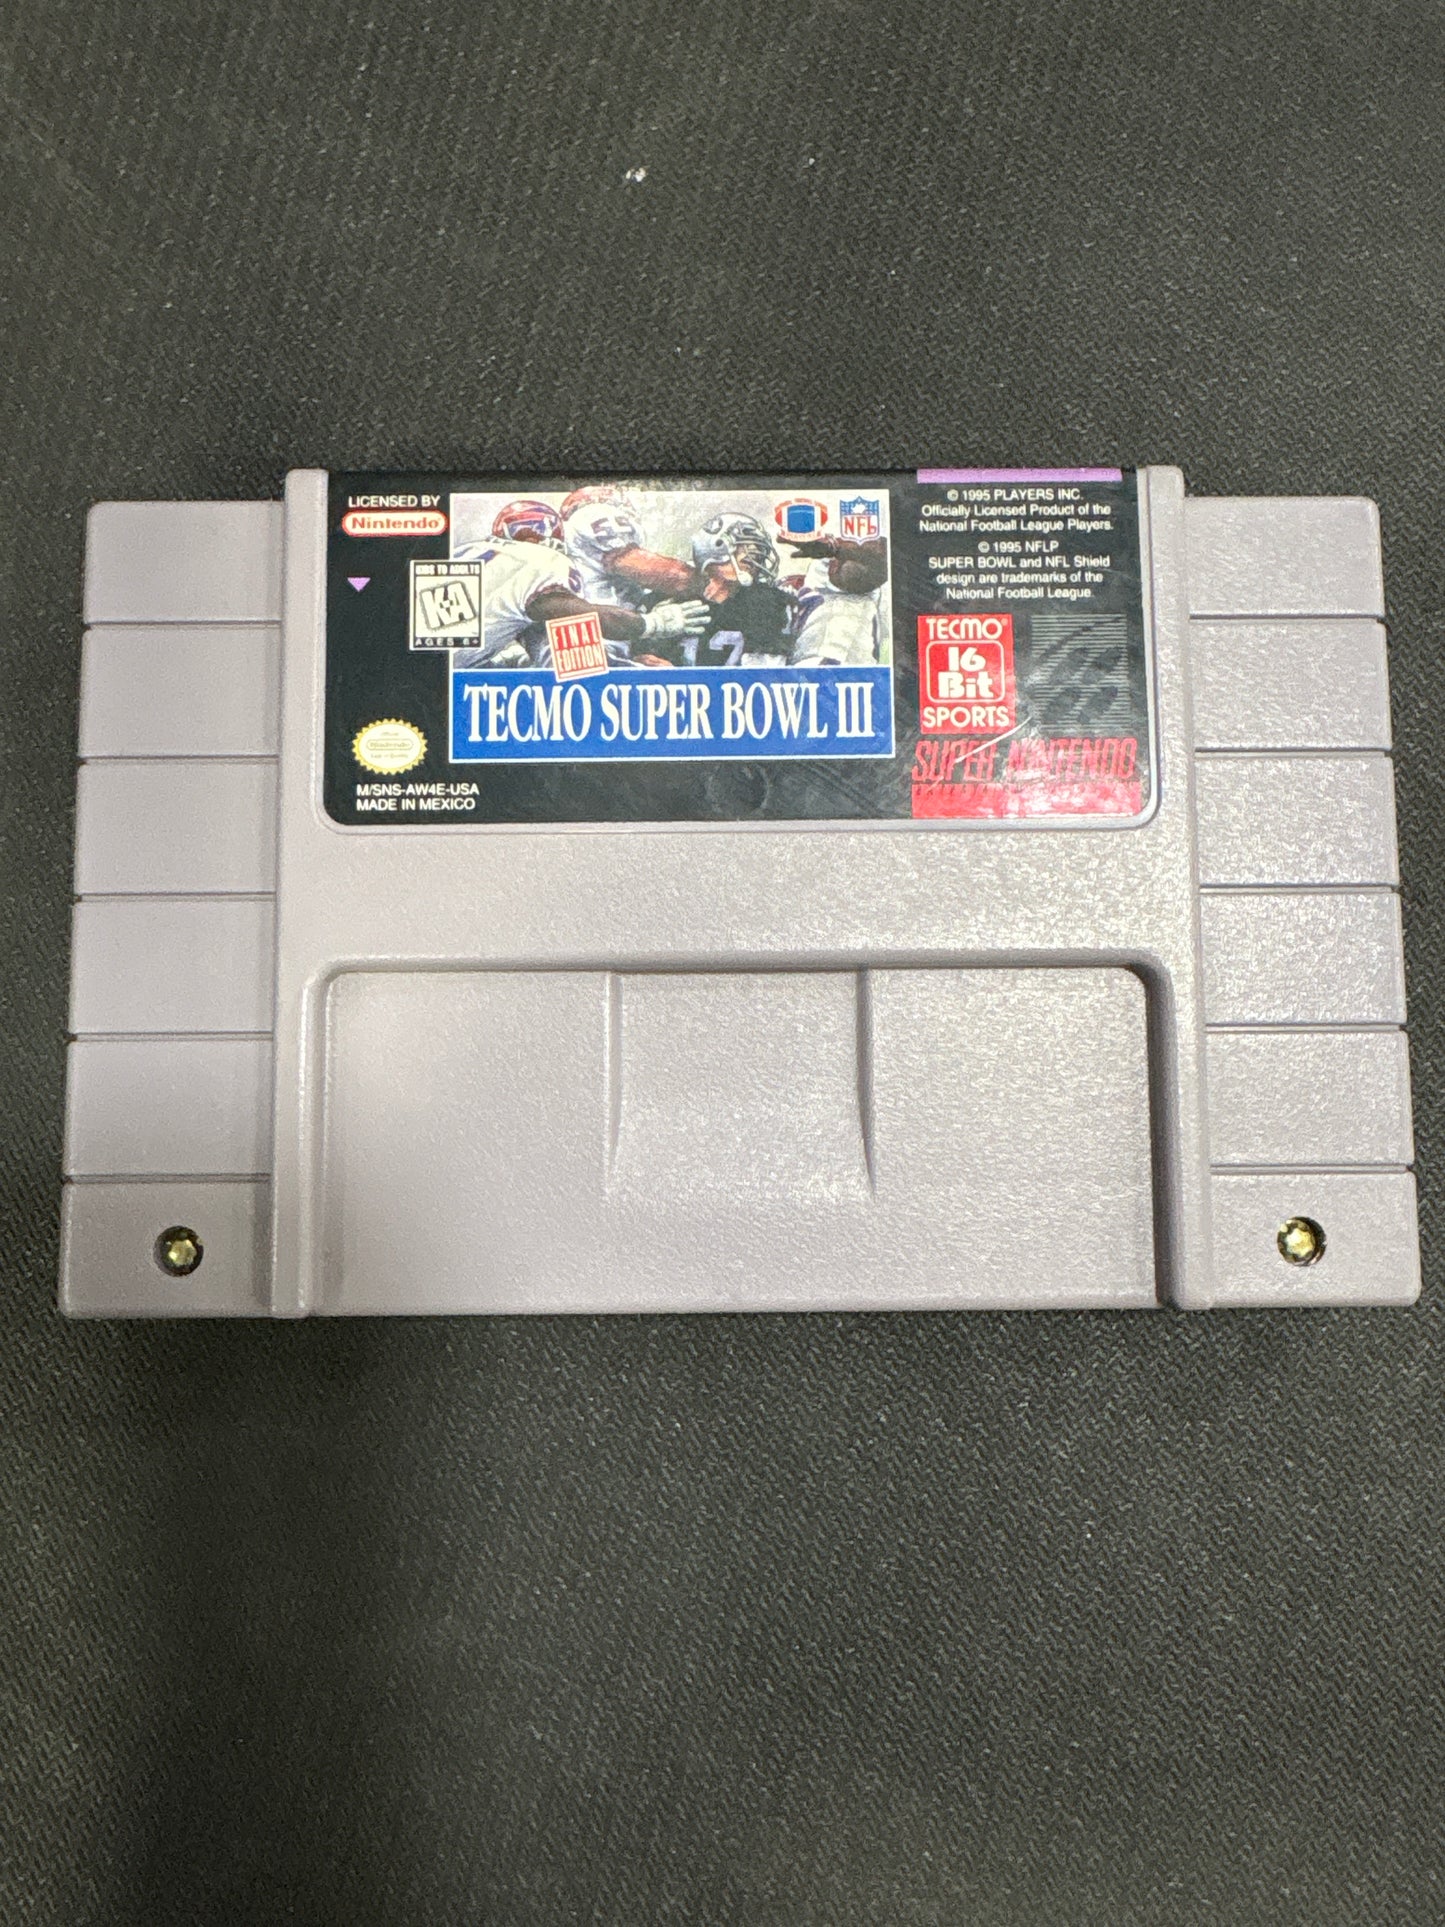 LICENSED BY
Nintendo
KIDS TO ADULTS
K-A
AGES 6+
FINAL
EDITION
TECMO SUPER BOWL III
NFL
© 1995 PLAYERS INC.
Officially Licensed Product of the
National Football League Players.
© 1995 NFLP
SUPER BOWL and NFL Shield
design are trademarks of the
National Football League.
TECMO®
16
Bit
SPORTS
SUPER NINTENDO
Nintendo
M/SNS-AW4E-USA
MADE IN MEXICO